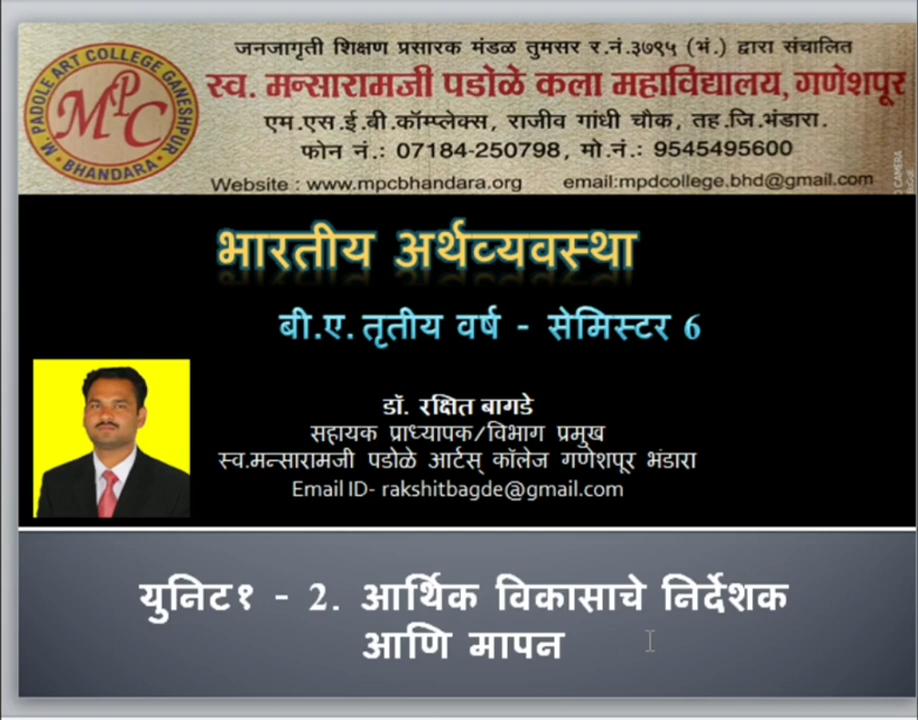 जनजागृती शिक्षण प्रसारक मंडळ तुमसर र.नं.३७९५ (भं.) द्वारा संचालित
स्व. मन्सारामजी पडोळे कला महाविद्यालय, गणेशपूर
एम.एस.ई.बी.कॉम्प्लेक्स, राजीव गांधी चौक, तह.जि.भंडारा.
फोन नं.: 07184-250798, मो.नं.: 9545495600
Website : www.mpcbhandara.org email:mpdcollege.bhd@gmail.com
M. PADOLE ART COLLEGE GANESHPUR
MPC
BHANDARA
CAMERA
भारतीय अर्थव्यवस्था
बी.ए. तृतीय वर्ष - सेमिस्टर 6
डॉ. रक्षित बागडे
सहायक प्राध्यापक/विभाग प्रमुख
स्व.मन्सारामजी पडोळे आर्टस् कॉलेज गणेशपूर भंडारा
Email ID- rakshitbagde@gmail.com
युनिट१ - 2. आर्थिक विकासाचे निर्देशक
आणि मापन